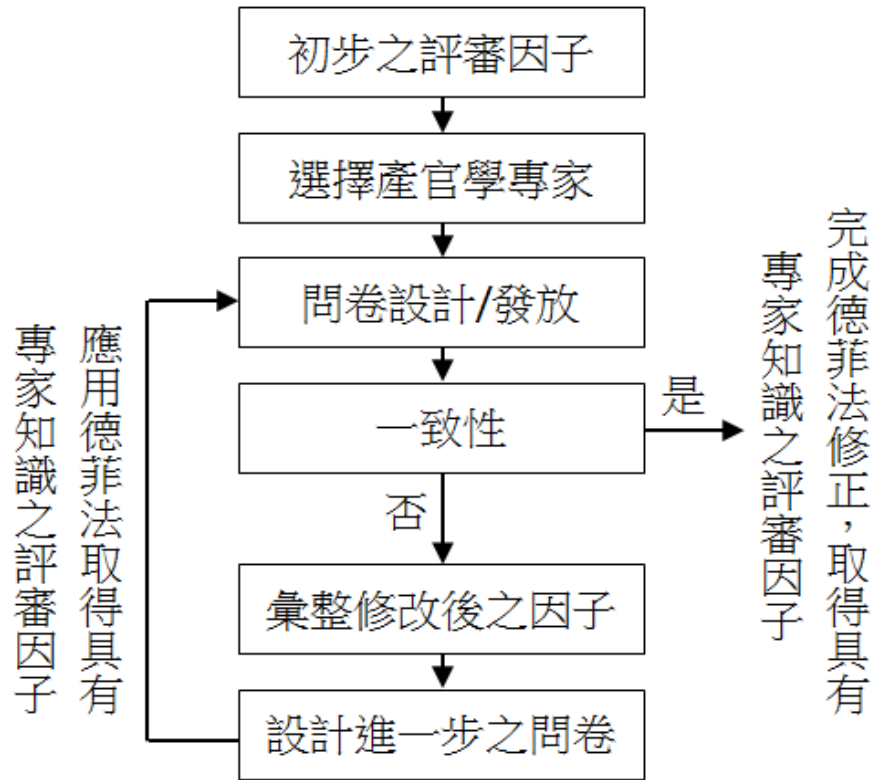 初步之評審因子
選擇產官學專家
問卷設計/發放
一致性
是
完成德菲法修正，取得具有
專家知識之評審因子
否
彙整修改後之因子
設計進一步之問卷
應用德菲法取得具有
專家知識之評審因子